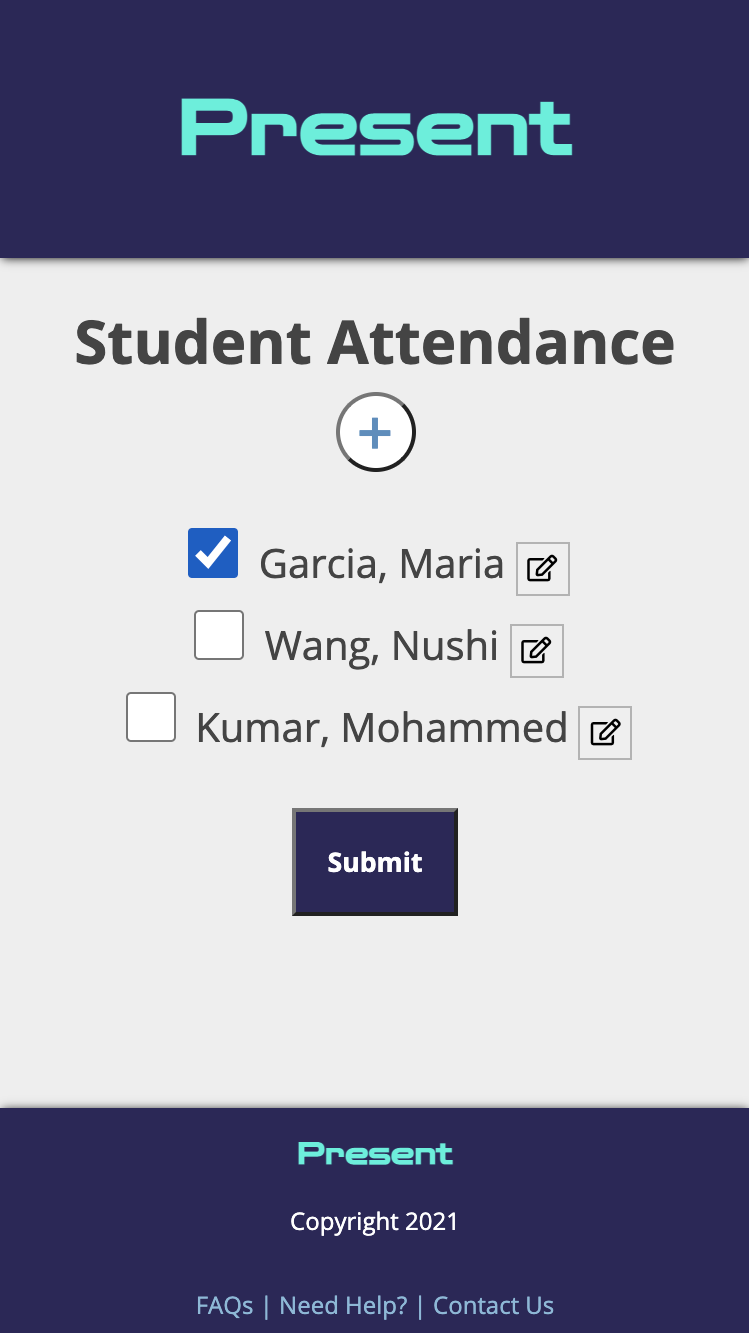 Present
Student Attendance
Garcia, Maria
Wang, Nushi
Kumar, Mohammed
Submit
Present
Copyright 2021
FAQs | Need Help? | Contact Us